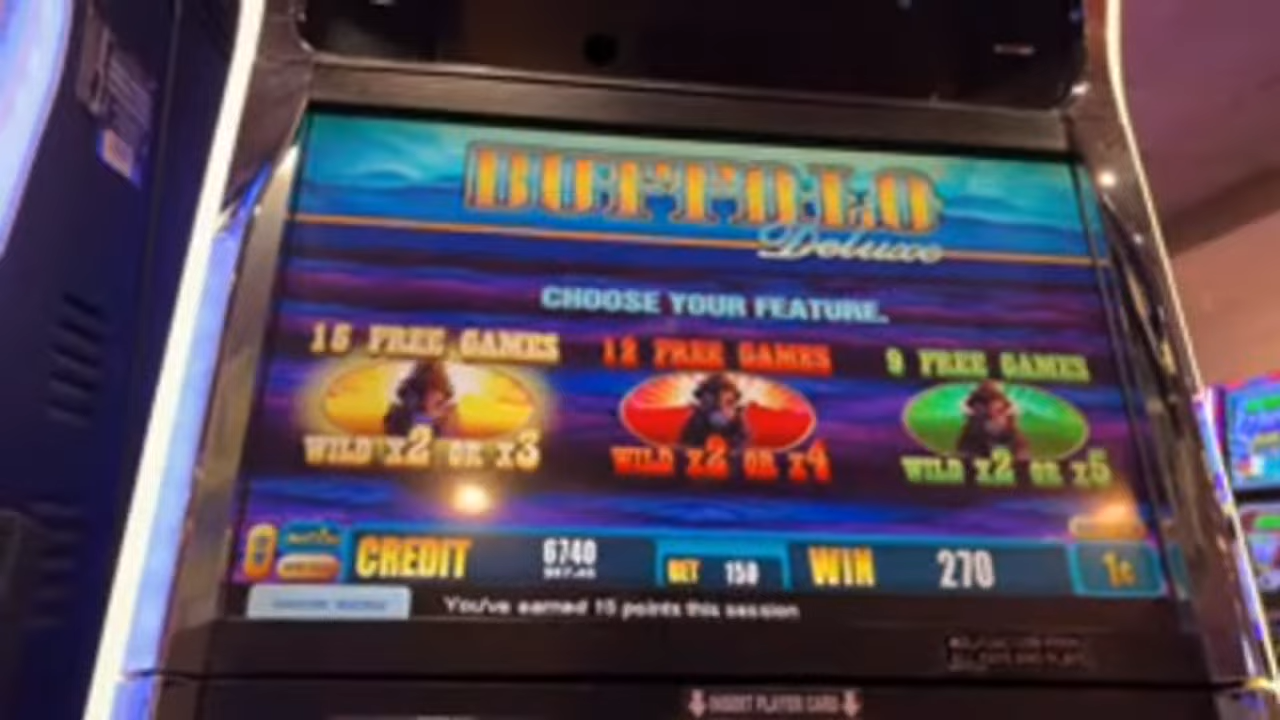 BUFFALO
Deluxe
CHOOSE YOUR FEATURE.
15 FREE GAMES 12 FREE GAMES 9 FREE GAMES
WILD X2 OR X3 WILD X2 OR X4 WILD X2 OR X5
CREDIT 6740 BET 150 WIN 270 1¢
You've earned 15 points this session
INSERT PLAYER CARD